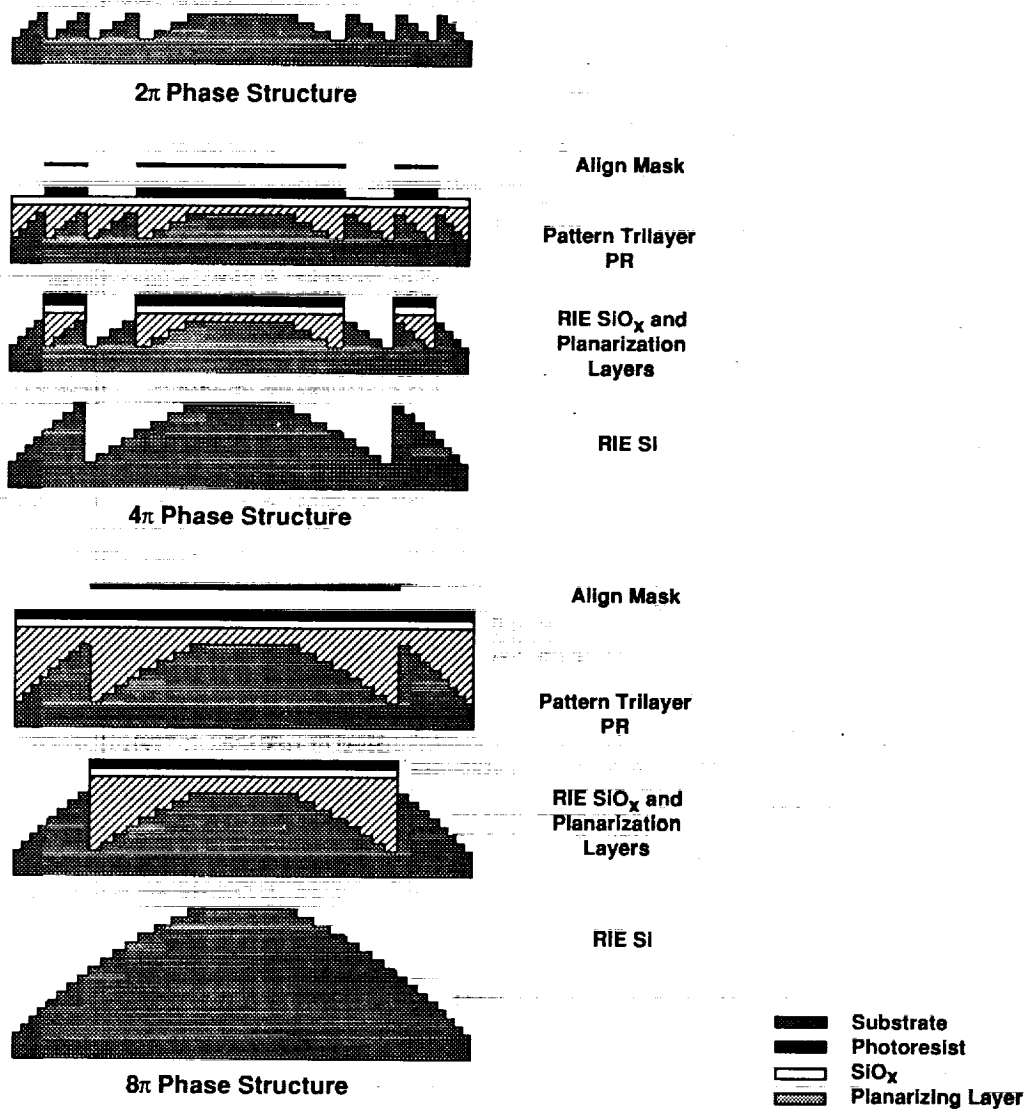 2π Phase Structure
Align Mask
Pattern Trilayer
PR
RIE SiOx and
Planarization
Layers
RIE Si
4π Phase Structure
Align Mask
Pattern Trilayer
PR
RIE SiOx and
Planarization
Layers
RIE Si
8π Phase Structure
Substrate
Photoresist
SiOx
Planarizing Layer